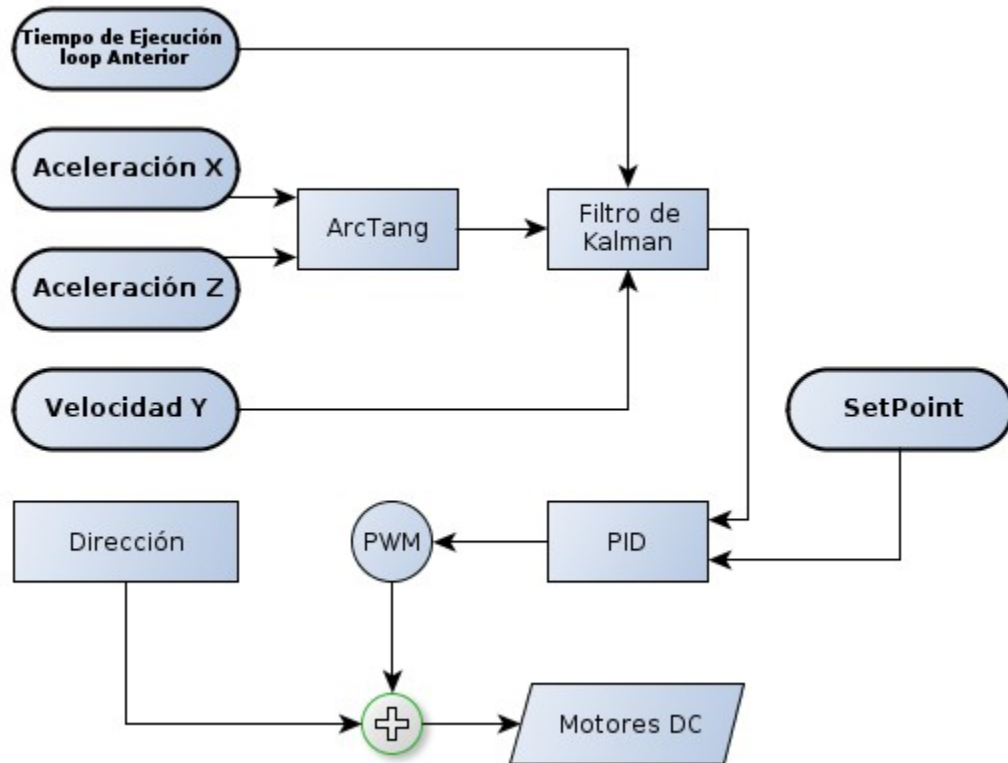 Tiempo de Ejecución
loop Anterior
Aceleración X
ArcTang
Filtro de
Kalman
Aceleración Z
Velocidad Y
SetPoint
Dirección
PWM
PID
Motores DC